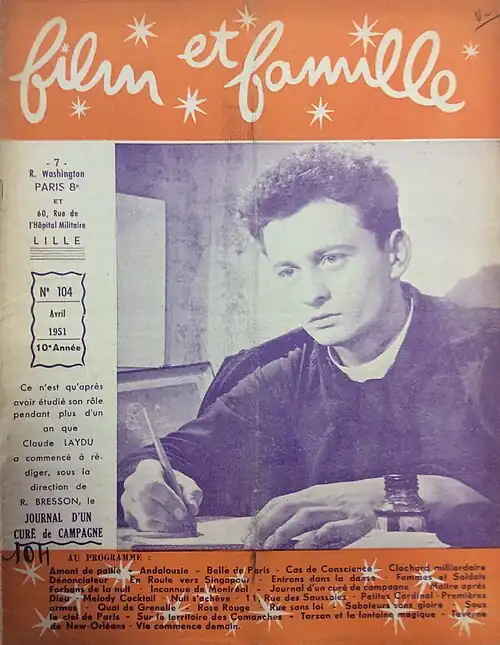 film et famille
- 7 -
R. Washington
PARIS 8e
ET
60, Rue de
l'Hôpital Militaire
LILLE
N° 104
Avril
1951
10e Année
Ce n'est qu'après
avoir étudié son rôle
pendant plus d'un
an que
Claude LAYDU
a commencé à ré-
diger, sous la
direction de
R. BRESSON, le
JOURNAL D'UN
CURÉ DE CAMPAGNE
104
AU PROGRAMME :
Amant de paille - Andalousie - Belle de Paris - Cas de Conscience - Clochard milliardaire
Dénonciateur - En Route vers Singapour - Entrons dans la danse - Femmes et Soldats
Forbans de la nuit - Inconnue de Montréal - Journal d'un curé de campagne - Maître après
Dieu - Melody Cocktail - Nuit s'achève - 11, Rue des Saussaies - Petites Cardinal - Premières
armes - Quai de Grenelle - Rose Rouge - Rue sans loi - Saboteurs sans gloire - Sous
le ciel de Paris - Sur le territoire des Comanches - Tarzan et la fontaine magique - Taverne
de New-Orléans - Vie commence demain.